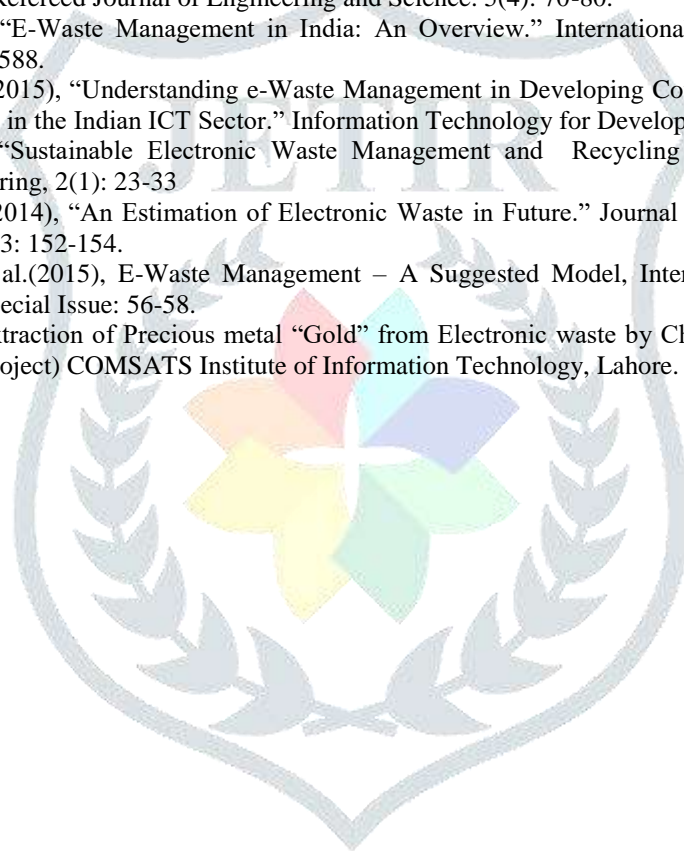 Refereed Journal of Engineering and Science. 5(4): 70-80.
“E-Waste Management in India: An Overview.” Internationa
588.
2015), “Understanding e-Waste Management in Developing Co
in the Indian ICT Sector.” Information Technology for Develop
“Sustainable Electronic Waste Management and Recycling
ring, 2(1): 23-33
2014), “An Estimation of Electronic Waste in Future.” Journal
3: 152-154.
al.(2015), E-Waste Management – A Suggested Model, Inter
ecial Issue: 56-58.
xtraction of Precious metal “Gold” from Electronic waste by Ch
oject) COMSATS Institute of Information Technology, Lahore.
JETIR